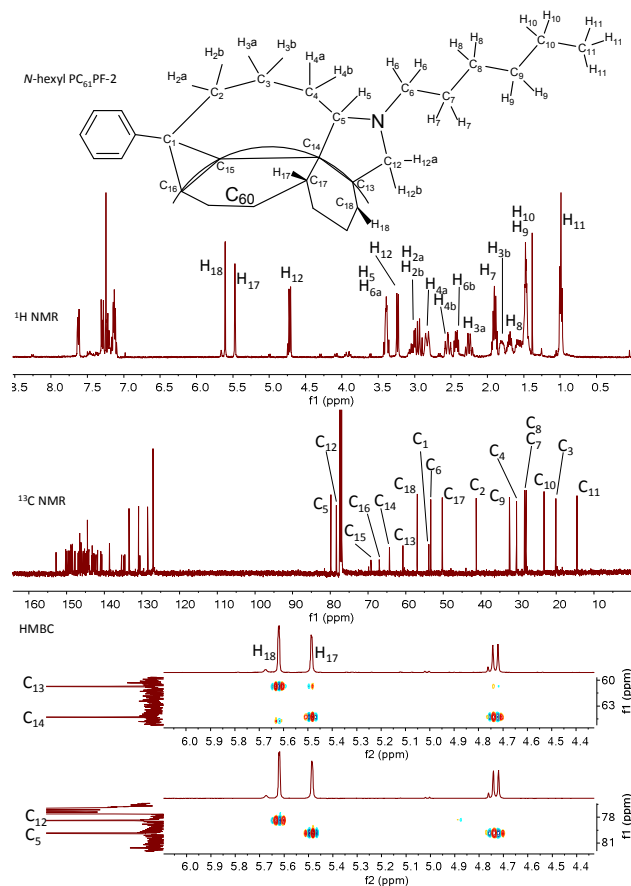 N-hexyl PC61PF-2
H2b
H3a
H3b
H4a
H2a
H4b
C2
C3
C4
H5
H6
H6
C6
H7
H7
C7
H8
H8
C8
C9
H9
H9
H10
H10
C10
H11
C11
H11
H11
C1
C5
N
C14
C12
H12a
H12b
C15
C16
C60
H17
C17
C13
C18
H18
H18
H17
H12
H12
H5
H6a
H2a
H2b
H4a
H4b
H6b
H3a
H7
H3b
H8
H10
H9
H11
1H NMR
3.5 8.0 7.5 7.0 6.5 6.0 5.5 5.0 4.5 4.0 3.5 3.0 2.5 2.0 1.5 1.0
f1 (ppm)
13C NMR
C5
C12
C15
C16
C14
C13
C18
C1
C6
C17
C2
C4
C9
C8
C7
C10
C3
C11
160 150 140 130 120 110 100 90 80 70 60 50 40 30 20 10 0
f1 (ppm)
HMBC
H18
H17
C13
C14
60
63
f1 (ppm)
6.0 5.9 5.8 5.7 5.6 5.5 5.4 5.3 5.2 5.1 5.0 4.9 4.8 4.7 4.6 4.5 4.4
f2 (ppm)
C12
C5
78
81
f1 (ppm)
6.0 5.9 5.8 5.7 5.6 5.5 5.4 5.3 5.2 5.1 5.0 4.9 4.8 4.7 4.6 4.5 4.4
f2 (ppm)